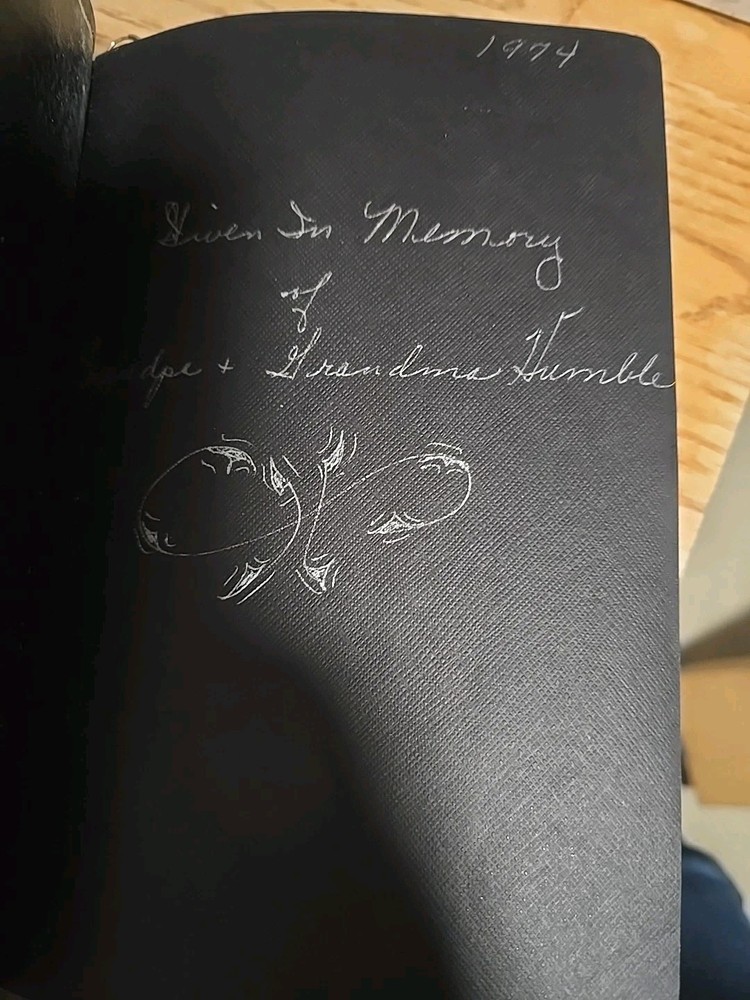 1974
Given In Memory
of
+ Grandma Humble